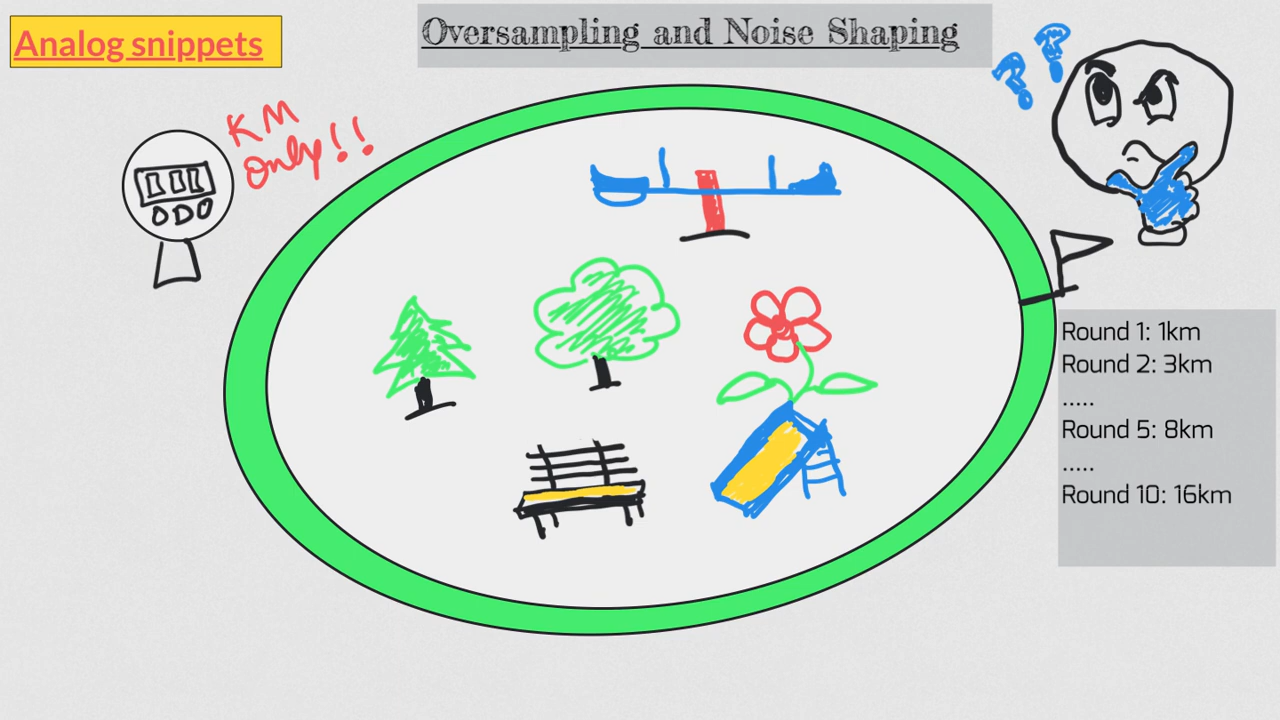 Analog snippets
Oversampling and Noise Shaping
KM
only!!
??
Round 1: 1km
Round 2: 3km
.....
Round 5: 8km
.....
Round 10: 16km